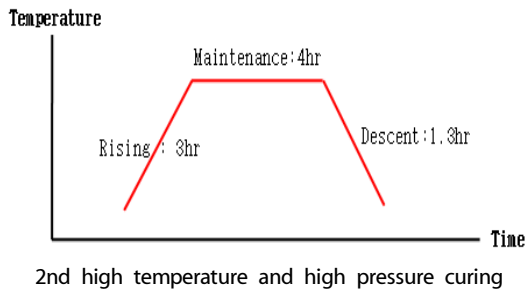 Temperature
Maintenance:4hr
Rising : 3hr
Descent:1.3hr
Time
2nd high temperature and high pressure curing